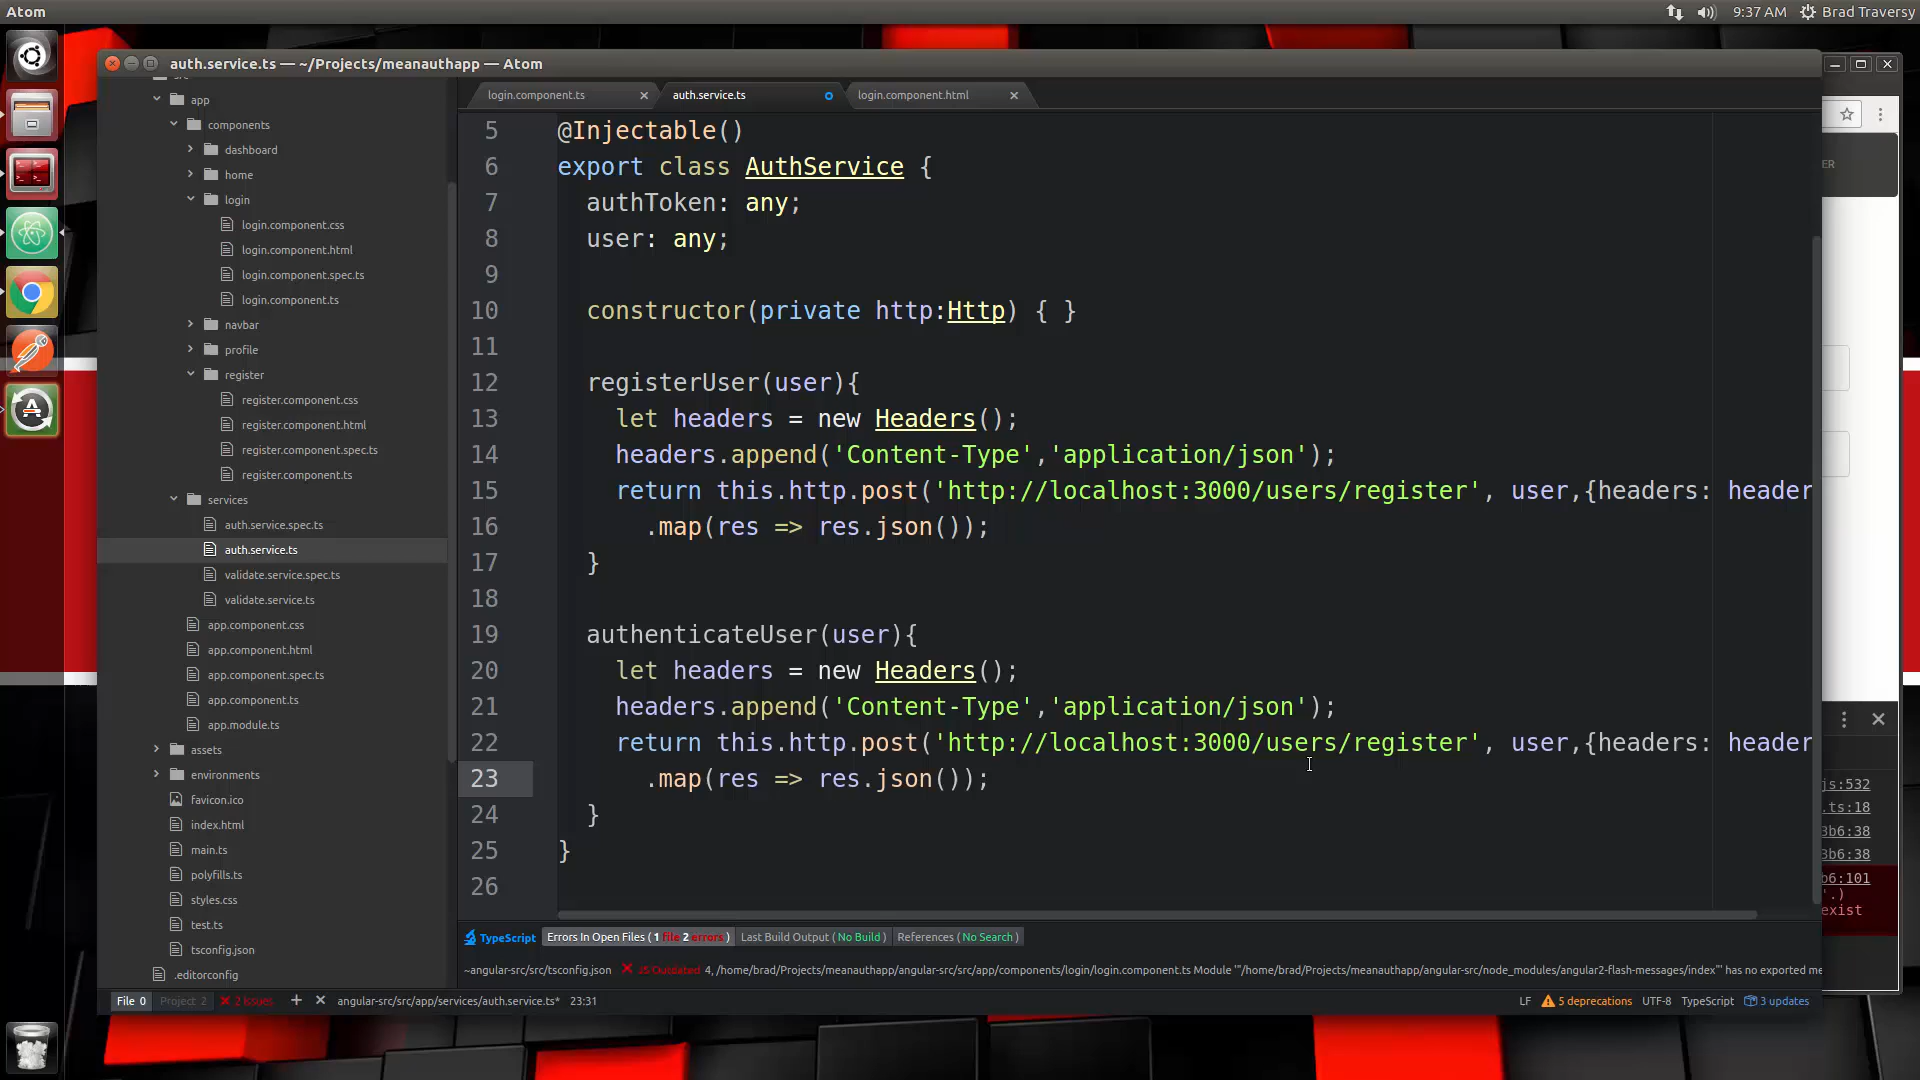 Atom
9:37 AM
Brad Traversy
auth.service.ts — ~/Projects/meanauthapp — Atom
app
components
dashboard
home
login
login.component.css
login.component.html
login.component.spec.ts
login.component.ts
navbar
profile
register
register.component.css
register.component.html
register.component.spec.ts
register.component.ts
services
auth.service.spec.ts
auth.service.ts
validate.service.spec.ts
validate.service.ts
app.component.css
app.component.html
app.component.spec.ts
app.component.ts
app.module.ts
assets
environments
favicon.ico
index.html
main.ts
polyfills.ts
styles.css
test.ts
tsconfig.json
.editorconfig
login.component.ts
auth.service.ts
login.component.html
5 @Injectable()
6 export class AuthService {
7 authToken: any;
8 user: any;
9
10 constructor(private http:Http) { }
11
12 registerUser(user){
13 let headers = new Headers();
14 headers.append('Content-Type','application/json');
15 return this.http.post('http://localhost:3000/users/register', user,{headers: header
16 .map(res => res.json());
17 }
18
19 authenticateUser(user){
20 let headers = new Headers();
21 headers.append('Content-Type','application/json');
22 return this.http.post('http://localhost:3000/users/register', user,{headers: header
23 .map(res => res.json());
24 }
25 }
26
TypeScript
Errors In Open Files ( 1 file 2 errors )
Last Build Output ( No Build )
References ( No Search )
~angular-src/src/tsconfig.json
25 Outdated
4, /home/brad/Projects/meanauthapp/angular-src/src/app/components/login/login.component.ts Module '"/home/brad/Projects/meanauthapp/angular-src/node_modules/angular2-flash-messages/index"' has no exported me
File 0
Project 2
2 Issues
angular-src/src/app/services/auth.service.ts*
23:31
LF
5 deprecations
UTF-8
TypeScript
3 updates
ER
js:532
.ts:18
3b6:38
3b6:38
b6:101
'.)
exist